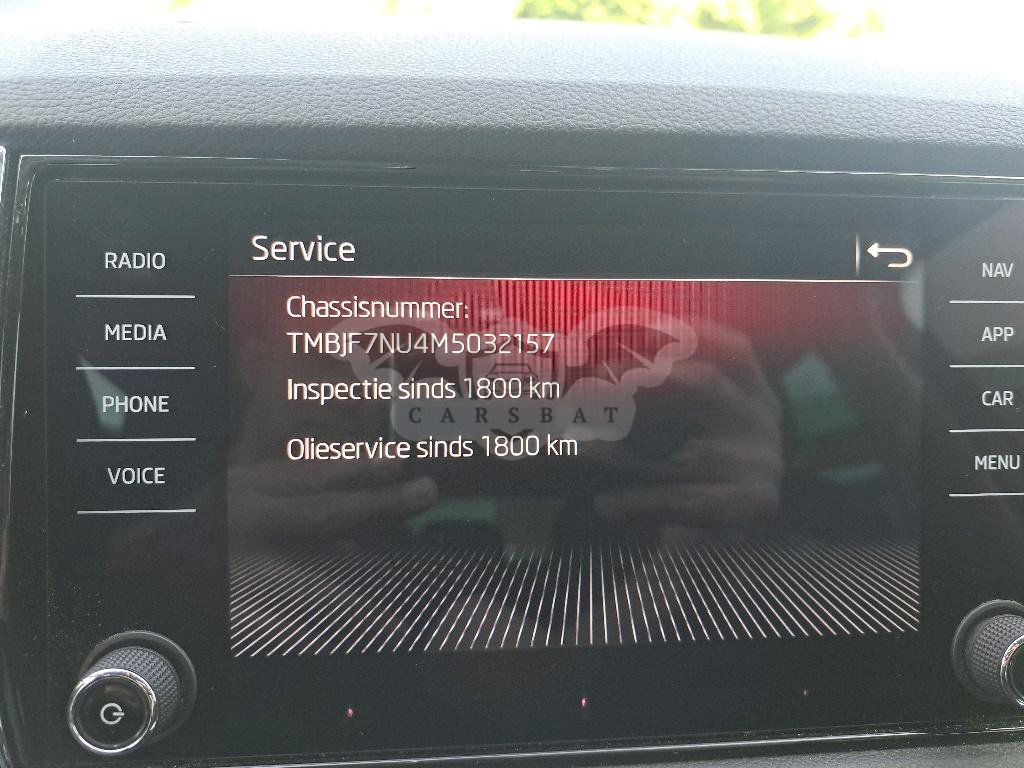 Service
RADIO
MEDIA
PHONE
VOICE
Chassisnummer:
TMBJF7NU4M5032157
Inspectie sinds 1800 km
CARSBAT
Olieservice sinds 1800 km
NAV
APP
CAR
MENU